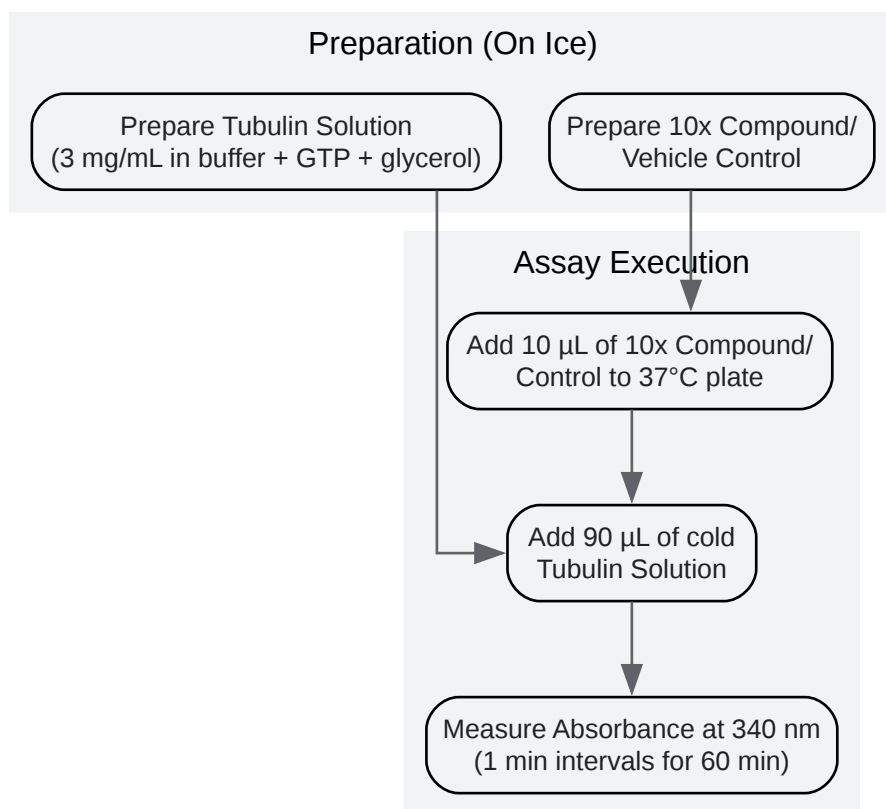 Preparation (On Ice)
Prepare Tubulin Solution
(3 mg/mL in buffer + GTP + glycerol)
Prepare 10x Compound/
Vehicle Control
Assay Execution
Add 10 µL of 10x Compound/
Control to 37°C plate
Add 90 µL of cold
Tubulin Solution
Measure Absorbance at 340 nm
(1 min intervals for 60 min)